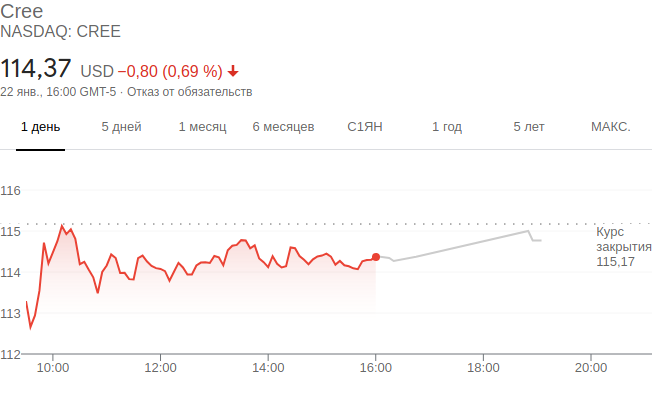 Cree
NASDAQ: CREE
114,37 USD −0,80 (0,69 %)
22 янв., 16:00 GMT-5 · Отказ от обязательств
1 день 5 дней 1 месяц 6 месяцев С1ЯН 1 год 5 лет МАКС.
116
115
114
113
112
Курс
закрытия
115,17
10:00 12:00 14:00 16:00 18:00 20:00